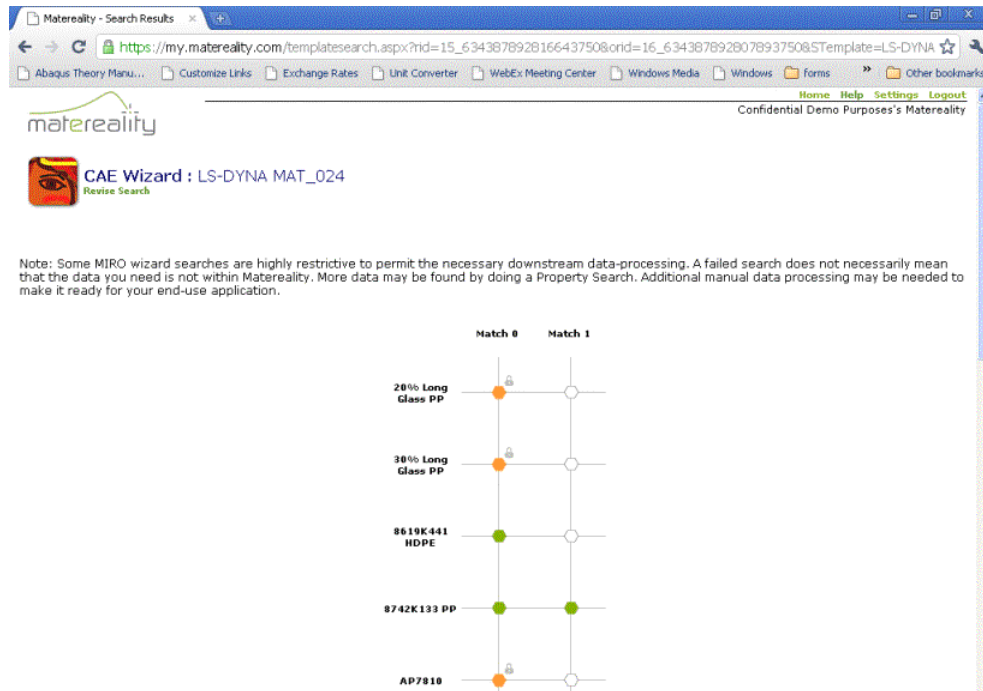 Matereality - Search Results
https://my.matereality.com/templatesearch.aspx?rid=15_634387892816643750&orid=16_634387892807893750&STemplate=LS-DYNA
Abaqus Theory Manu... Customize Links Exchange Rates Unit Converter WebEx Meeting Center Windows Media Windows forms » Other bookmarks
Home Help Settings Logout
Confidential Demo Purposes's Matereality
matereality
CAE Wizard : LS-DYNA MAT_024
Revise Search
Note: Some MIRO wizard searches are highly restrictive to permit the necessary downstream data-processing. A failed search does not necessarily mean
that the data you need is not within Matereality. More data may be found by doing a Property Search. Additional manual data processing may be needed to
make it ready for your end-use application.
Match 0 Match 1
20% Long
Glass PP
30% Long
Glass PP
8619K441
HDPE
8742K133 PP
AP7810